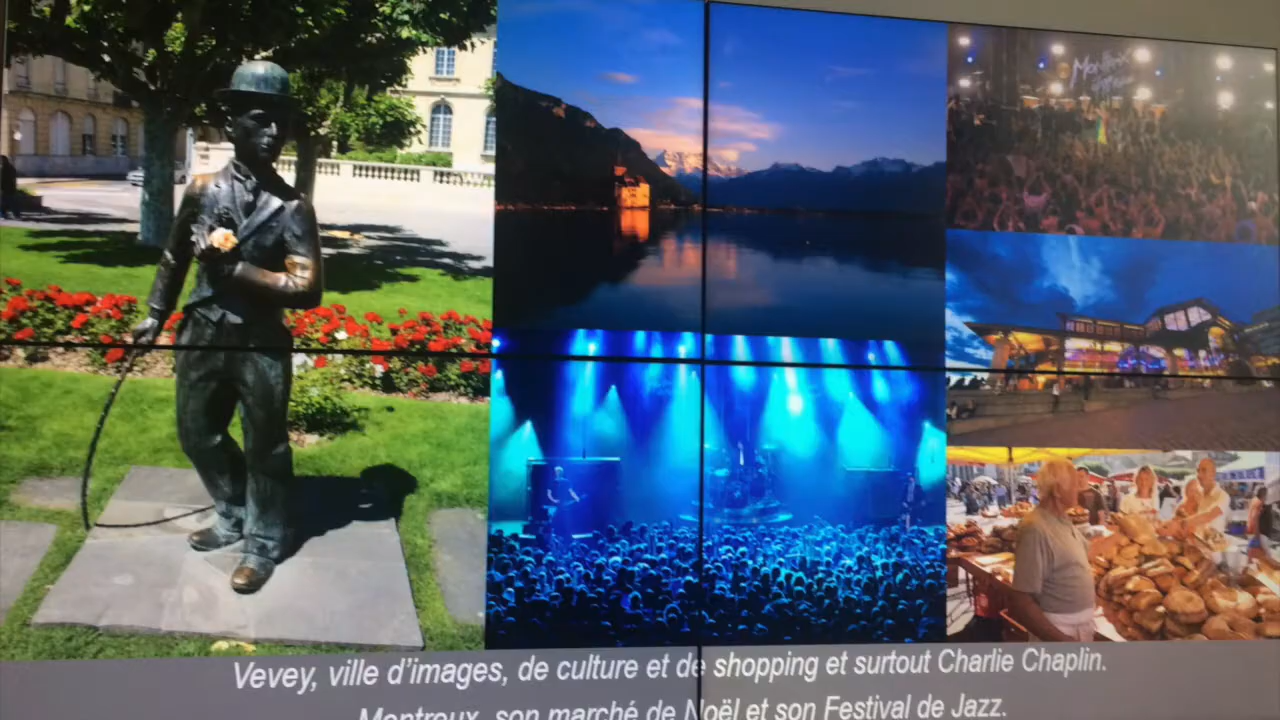 Montreux
Vevey, ville d'images, de culture et de shopping et surtout Charlie Chaplin.
Montreux, son marché de Noël et son Festival de Jazz.